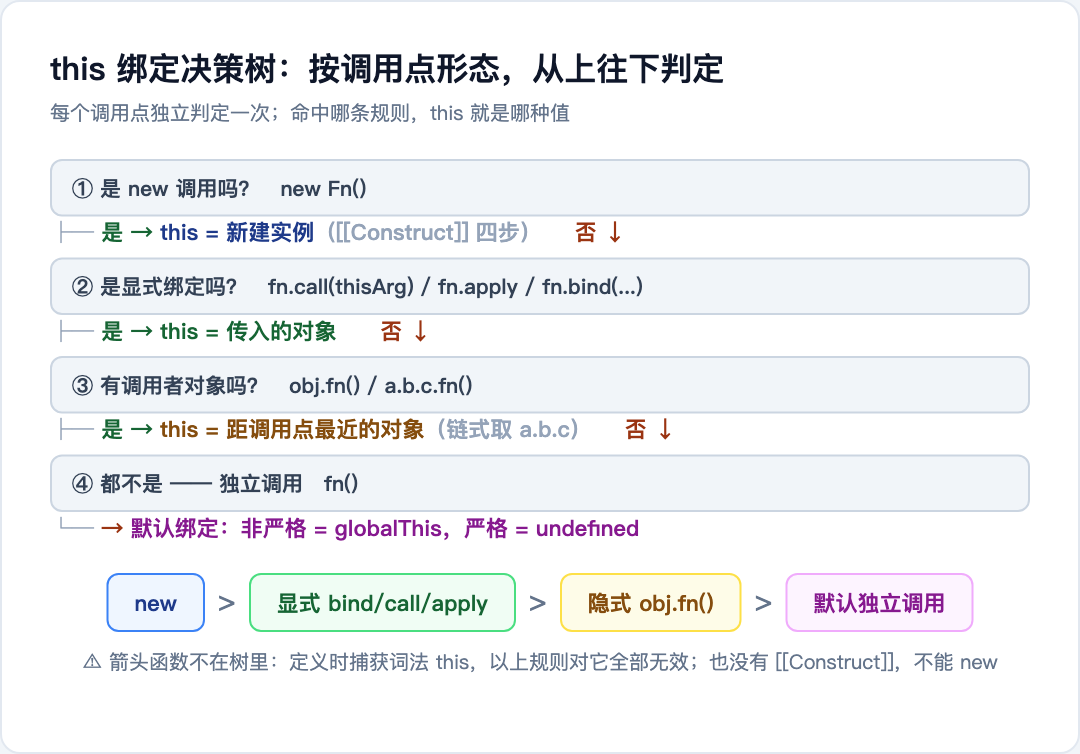 this 绑定决策树：按调用点形态，从上往下判定
每个调用点独立判定一次；命中哪条规则，this 就是哪种值
① 是 new 调用吗？ new Fn()
是 → this = 新建实例（[[Construct]] 四步） 否 ↓
② 是显式绑定吗？ fn.call(thisArg) / fn.apply / fn.bind(...)
是 → this = 传入的对象 否 ↓
③ 有调用者对象吗？ obj.fn() / a.b.c.fn()
是 → this = 距调用点最近的对象（链式取 a.b.c） 否 ↓
④ 都不是 —— 独立调用 fn()
→ 默认绑定：非严格 = globalThis，严格 = undefined
new > 显式 bind/call/apply > 隐式 obj.fn() > 默认独立调用
⚠ 箭头函数不在树里：定义时捕获词法 this，以上规则对它全部无效；也没有 [[Construct]]，不能 new